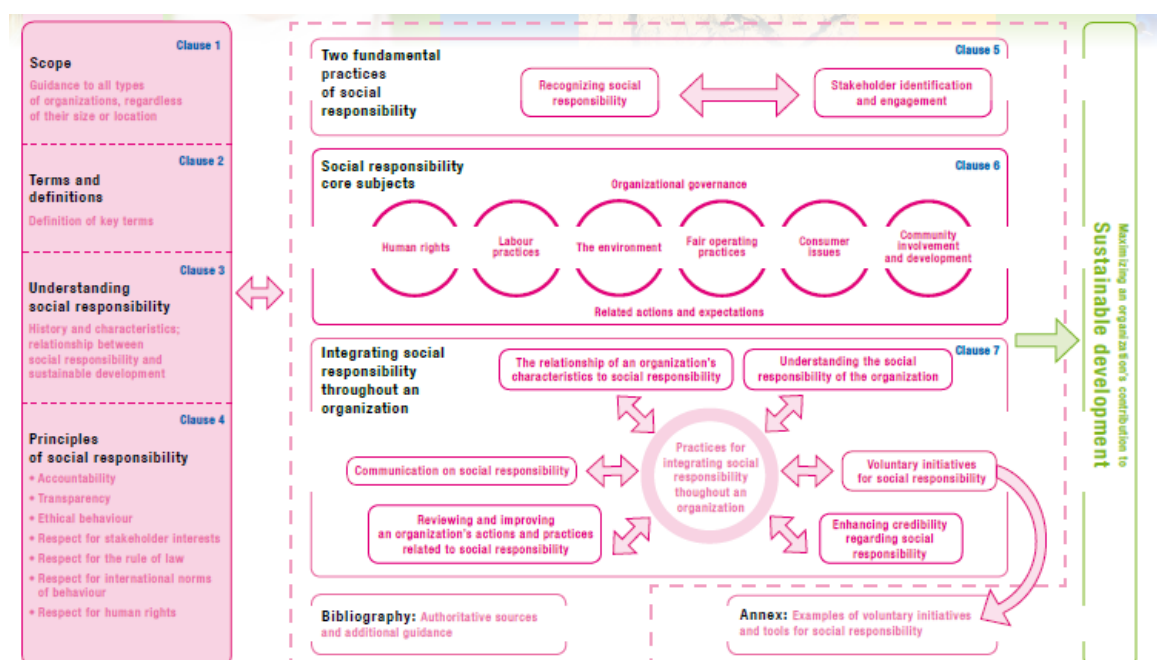 Clause 1
Scope
Guidance to all types
of organizations, regardless
of their size or location
Clause 2
Terms and
definitions
Definition of key terms
Clause 3
Understanding
social responsibility
History and characteristics;
relationship between
social responsibility and
sustainable development
Clause 4
Principles
of social responsibility
• Accountability
• Transparency
• Ethical behaviour
• Respect for stakeholder interests
• Respect for the rule of law
• Respect for international norms
of behaviour
• Respect for human rights
Two fundamental
practices
of social
responsibility
Clause 5
Recognizing social
responsibility
Stakeholder identification
and engagement
Social responsibility
core subjects
Clause 6
Organizational governance
Human rights
Labour
practices
The environment
Fair operating
practices
Consumer
issues
Community
involvement
and development
Related actions and expectations
Integrating social
responsibility
throughout an
organization
Clause 7
The relationship of an organization's
characteristics to social responsibility
Understanding the social
responsibility of the organization
Communication on social responsibility
Practices for
integrating social
responsibility
thoughout an
organization
Voluntary initiatives
for social responsibility
Reviewing and improving
an organization's actions and practices
related to social responsibility
Enhancing credibility
regarding social
responsibility
Bibliography: Authoritative sources
and additional guidance
Annex: Examples of voluntary initiatives
and tools for social responsibility
Maximizing an organization's contribution to
Sustainable development